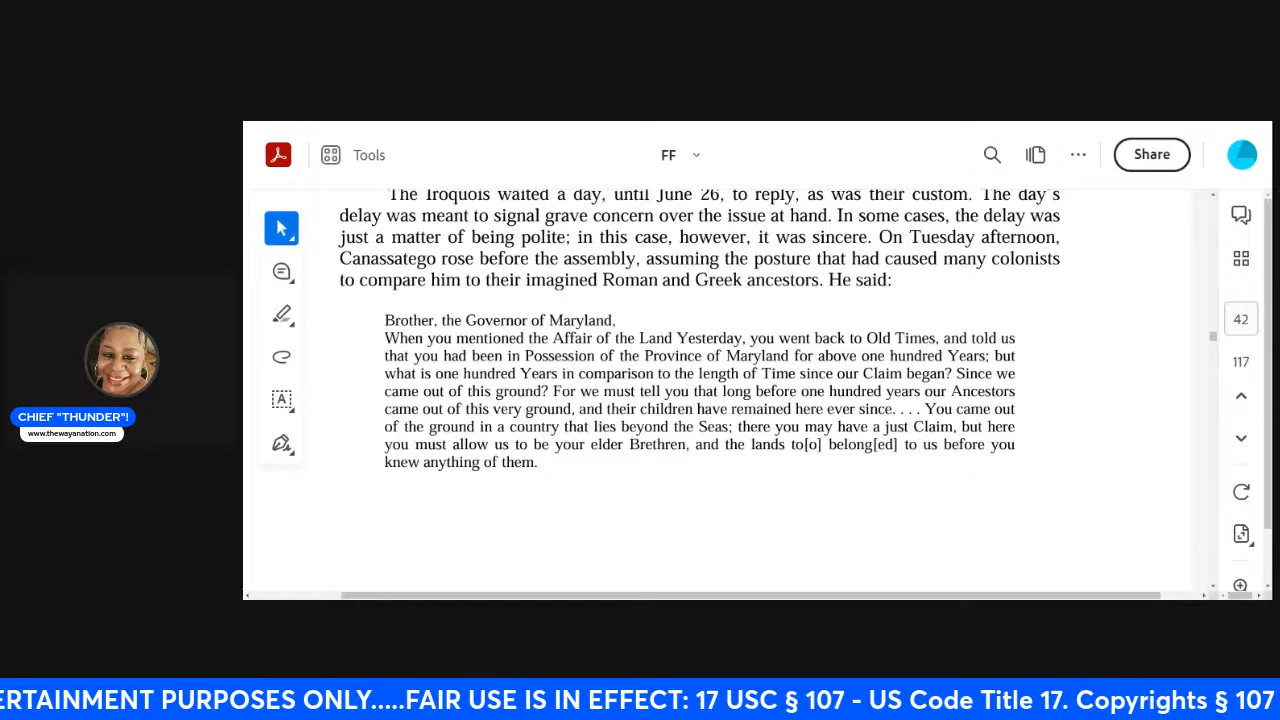 Tools
FF
Share
The Iroquois waited a day, until June 26, to reply, as was their custom. The day's
delay was meant to signal grave concern over the issue at hand. In some cases, the delay was
just a matter of being polite; in this case, however, it was sincere. On Tuesday afternoon,
Canassatego rose before the assembly, assuming the posture that had caused many colonists
to compare him to their imagined Roman and Greek ancestors. He said:
Brother, the Governor of Maryland,
When you mentioned the Affair of the Land Yesterday, you went back to Old Times, and told us
that you had been in Possession of the Province of Maryland for above one hundred Years; but
what is one hundred Years in comparison to the length of Time since our Claim began? Since we
came out of this ground? For we must tell you that long before one hundred years our Ancestors
came out of this very ground, and their children have remained here ever since. . . . You came out
of the ground in a country that lies beyond the Seas; there you may have a just Claim, but here
you must allow us to be your elder Brethren, and the lands to[o] belong[ed] to us before you
knew anything of them.
42
117
CHIEF "THUNDER"!
www.thewayanation.com
ERTAINMENT PURPOSES ONLY.....FAIR USE IS IN EFFECT: 17 USC § 107 - US Code Title 17. Copyrights § 107